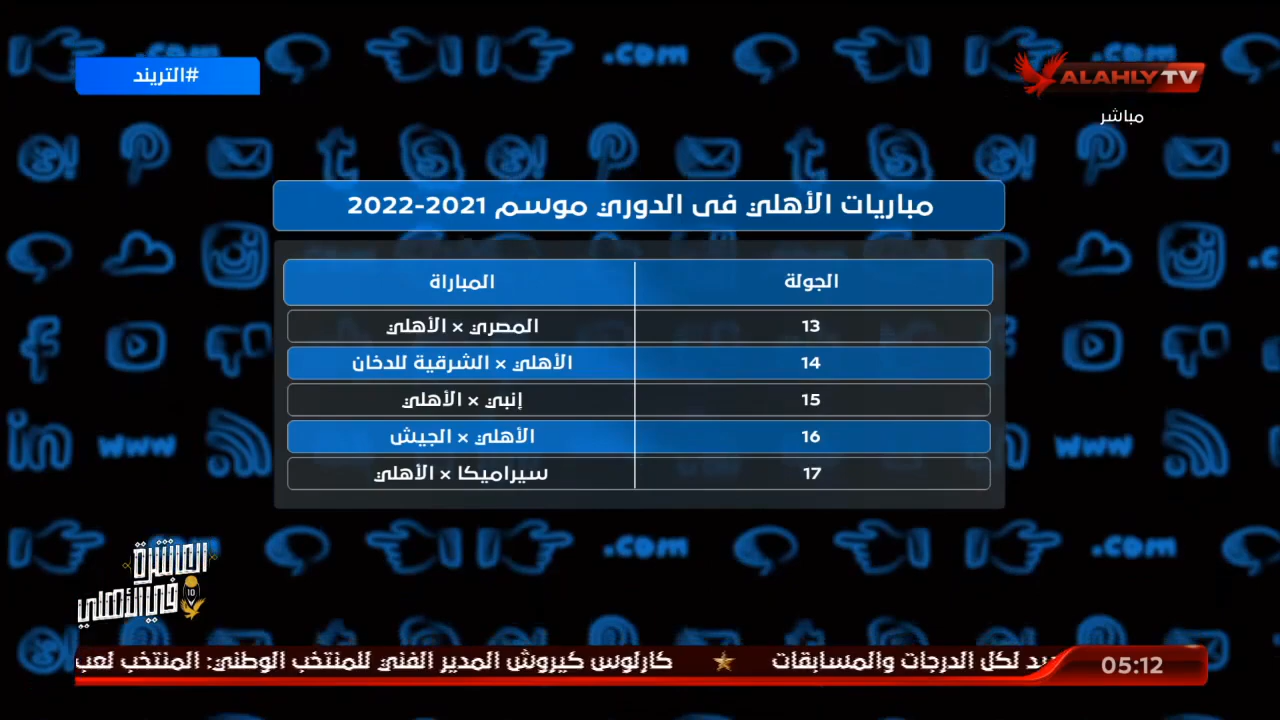 #التريند
ALAHLY TV
مباشر
مباريات الأهلي فى الدوري موسم 2021-2022
الجولة المباراة
13 المصري × الأهلي
14 الأهلي × الشرقية للدخان
15 إنبي × الأهلي
16 الأهلي × الجيش
17 سيراميكا × الأهلي
العاشرة
في الأهلي
10
05:12 لكل الدرجات والمسابقات ★ كارلوس كيروش المدير الفني للمنتخب الوطني: المنتخب لعب